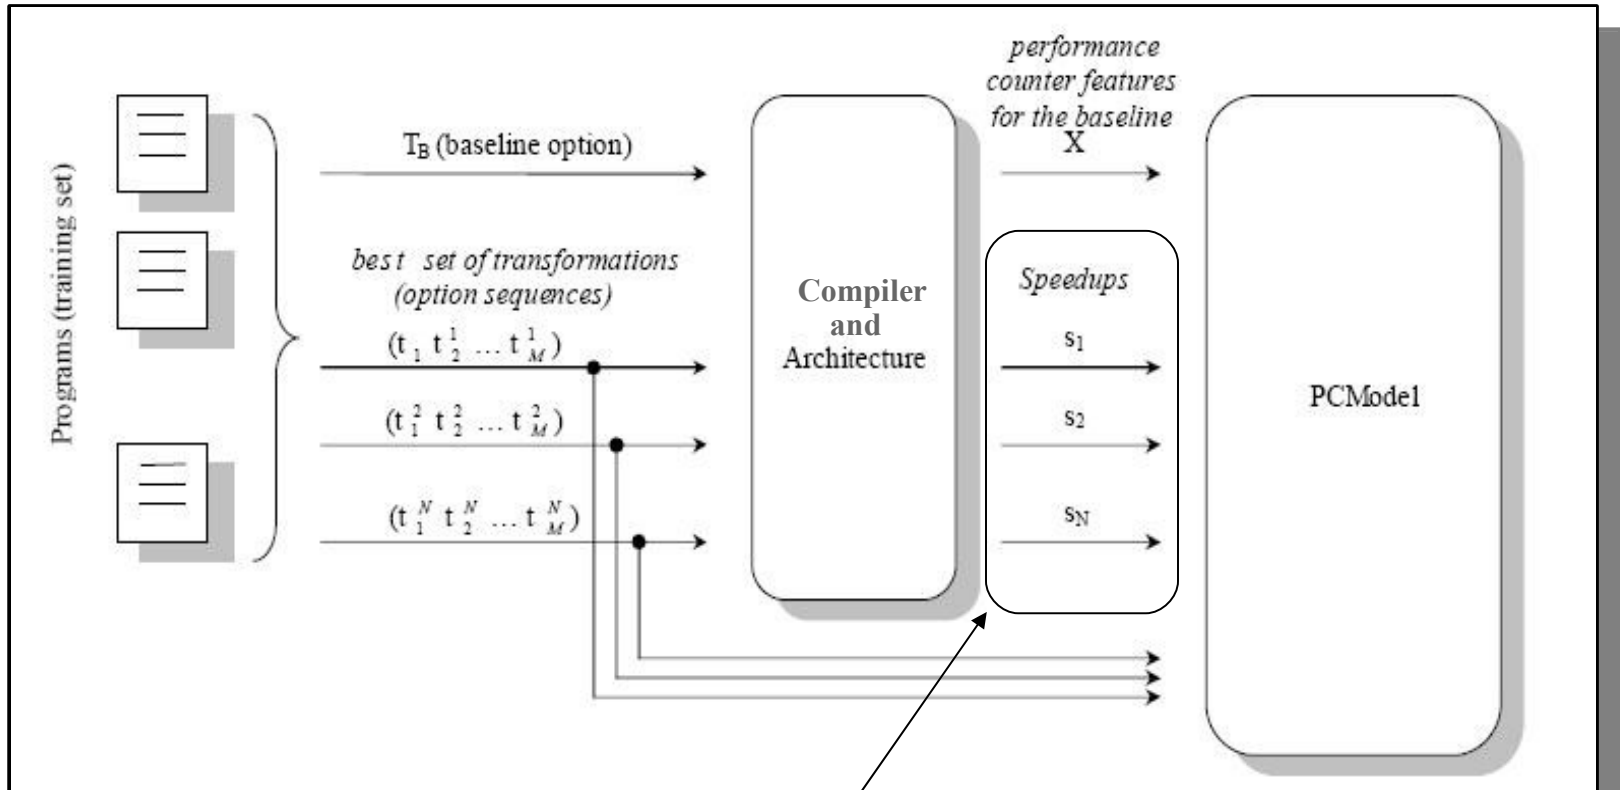 performance
counter features
for the baseline
X
Programs (training set)
T_B (baseline option)
best set of transformations
(option sequences)
(t_1 t_2^1 ... t_M^1)
(t_1^2 t_2^2 ... t_M^2)
(t_1^N t_2^N ... t_M^N)
Compiler
and
Architecture
Speedups
s_1
s_2
s_N
PCModel